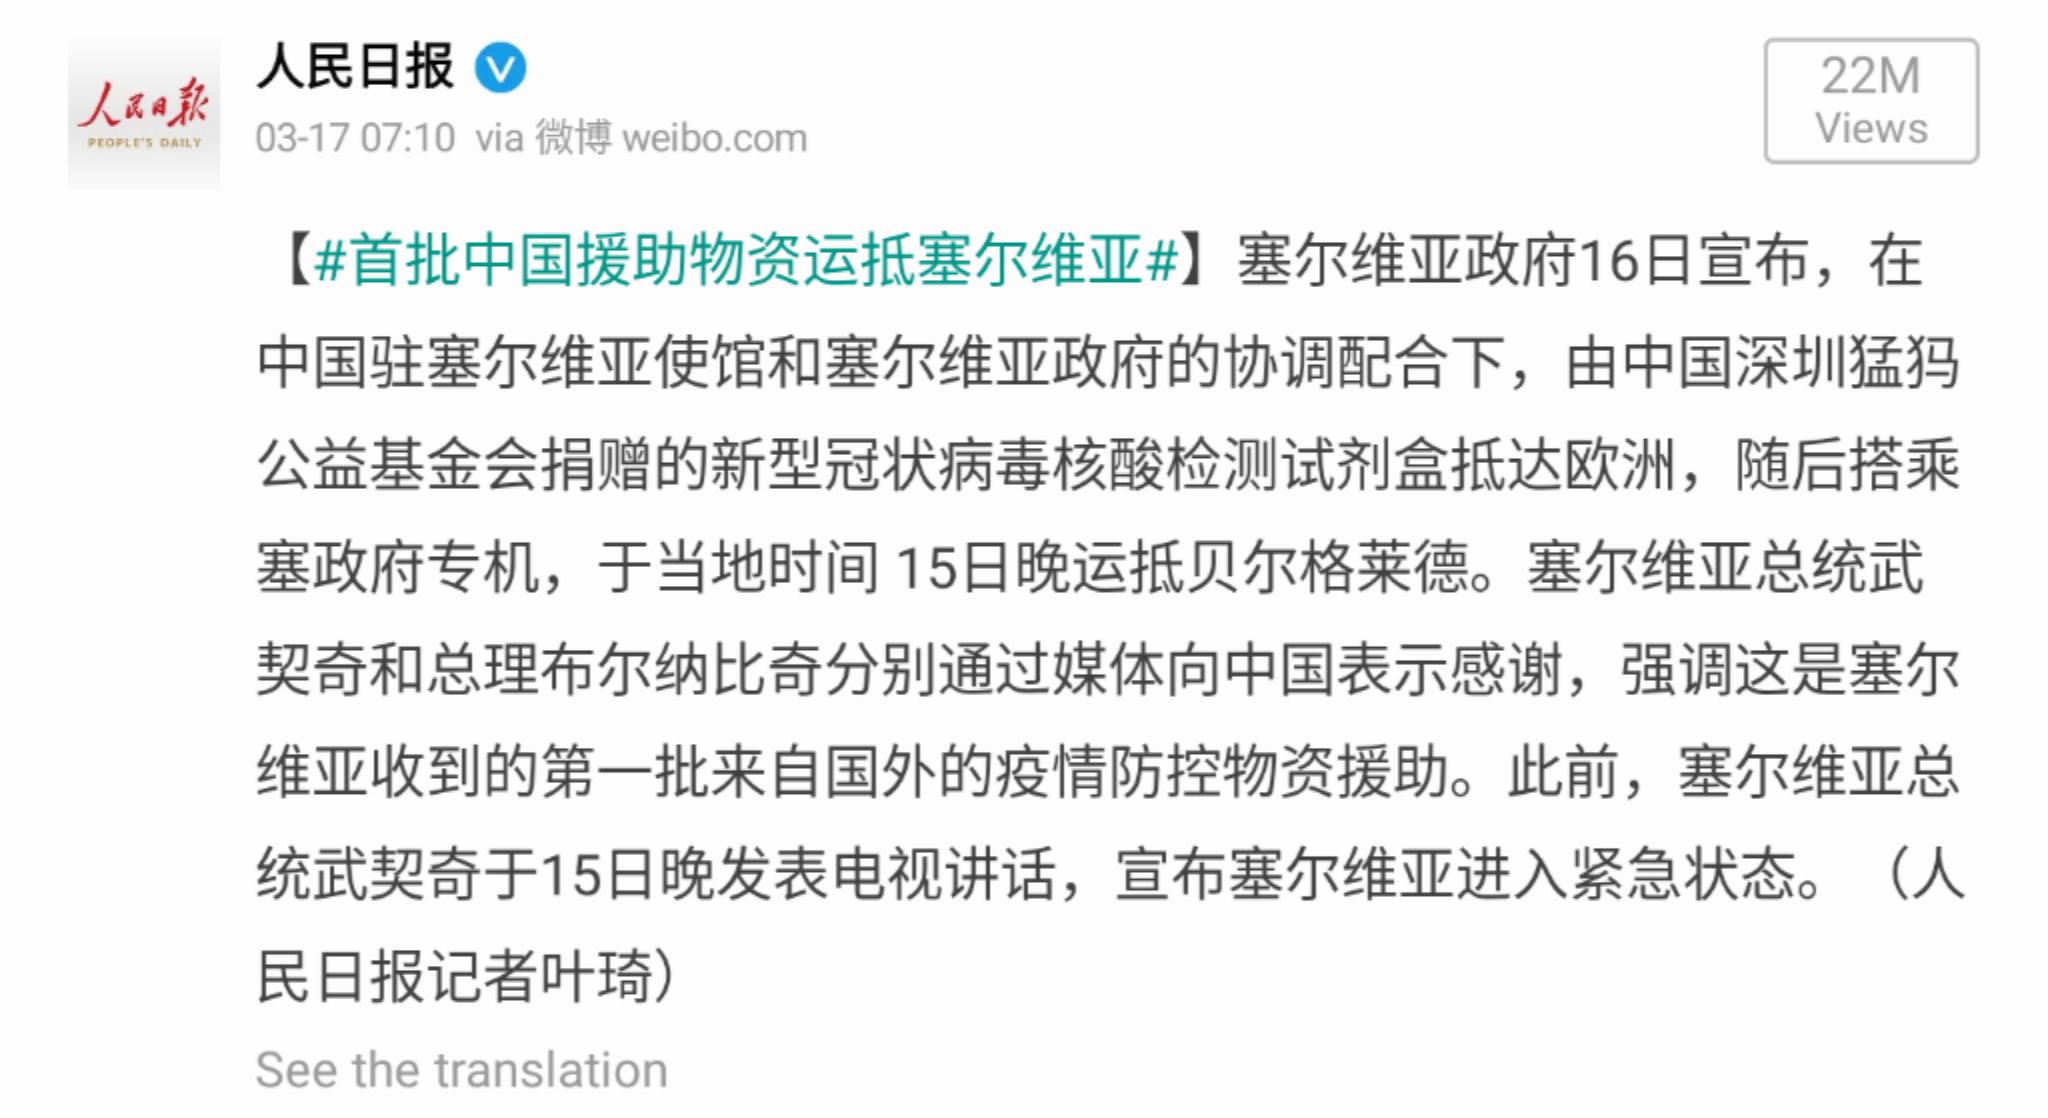 人民日報
PEOPLE'S DAILY
人民日报
03-17 07:10 via 微博 weibo.com
22M
Views
【#首批中国援助物资运抵塞尔维亚#】塞尔维亚政府16日宣布，在
中国驻塞尔维亚使馆和塞尔维亚政府的协调配合下，由中国深圳猛犸
公益基金会捐赠的新型冠状病毒核酸检测试剂盒抵达欧洲，随后搭乘
塞政府专机，于当地时间 15日晚运抵贝尔格莱德。塞尔维亚总统武
契奇和总理布尔纳比奇分别通过媒体向中国表示感谢，强调这是塞尔
维亚收到的第一批来自国外的疫情防控物资援助。此前，塞尔维亚总
统武契奇于15日晚发表电视讲话，宣布塞尔维亚进入紧急状态。（人
民日报记者叶琦）
See the translation